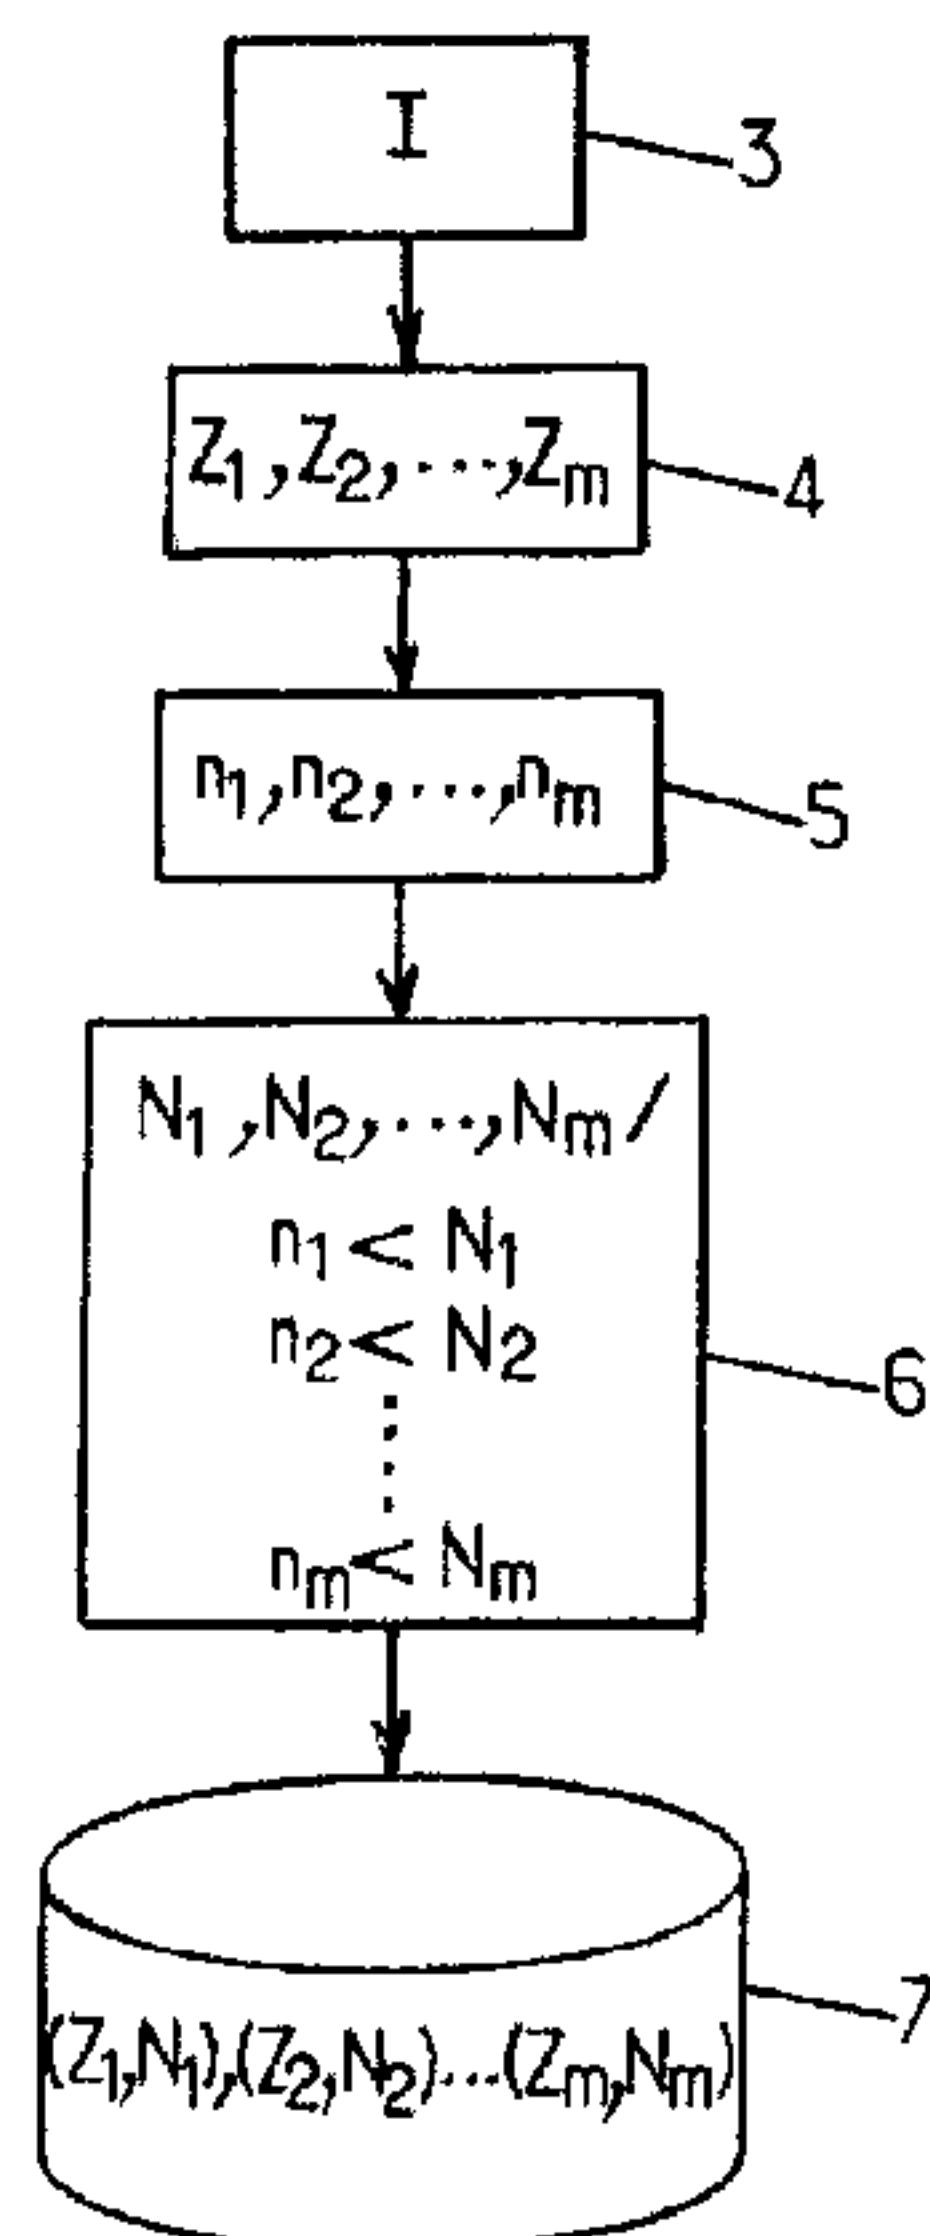 I
3
Z1,Z2,...,Zm
4
n1,n2,...,nm
5
N1,N2,...,Nm/
n1< N1
n2< N2
nm< Nm
6
7
(Z1,N1),(Z2,N2)...(Zm,Nm)